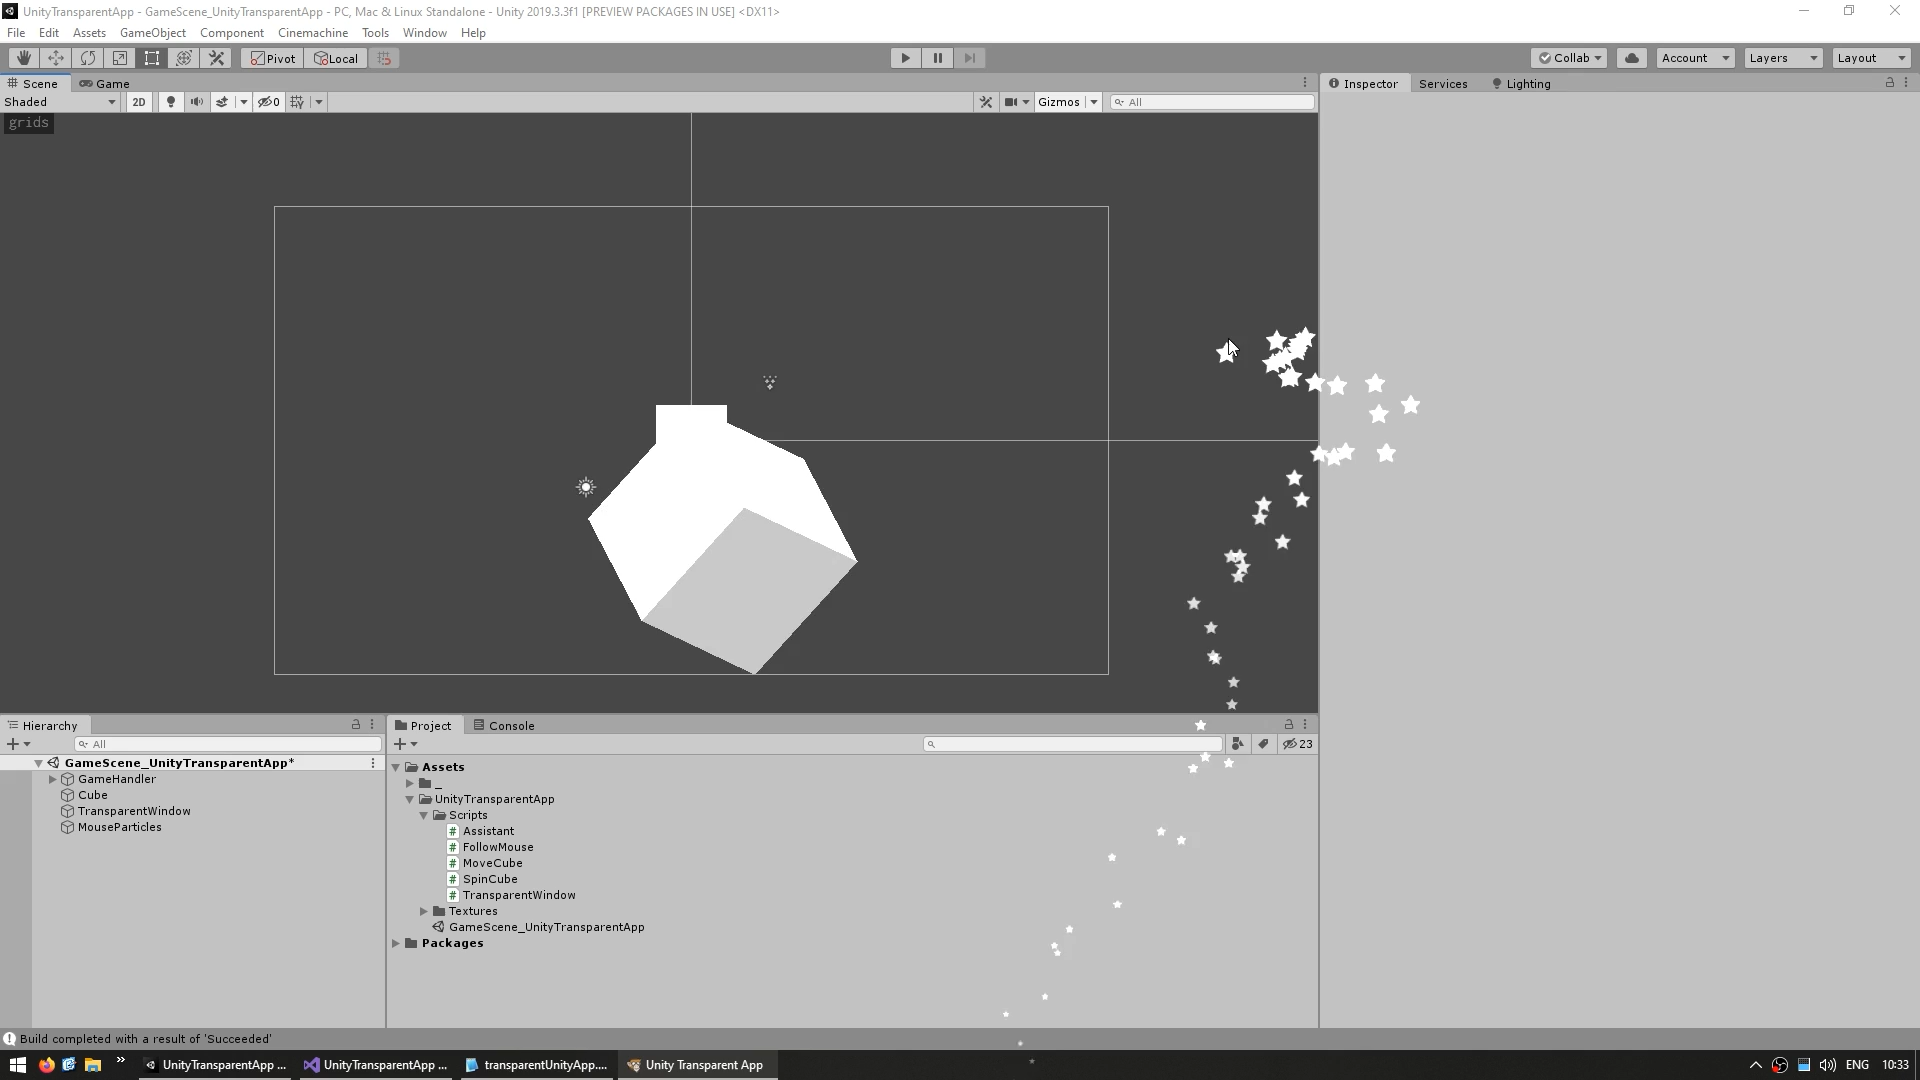 UnityTransparentApp - GameScene_UnityTransparentApp - PC, Mac & Linux Standalone - Unity 2019.3.3f1 [PREVIEW PACKAGES IN USE] <DX11>
File Edit Assets GameObject Component Cinemachine Tools Window Help
Pivot Local Collab Account Layers Layout
Scene Game Inspector Services Lighting
Shaded 2D 0 Gizmos All
grids
Hierarchy Project Console
All 23
GameScene_UnityTransparentApp*
GameHandler
Cube
TransparentWindow
MouseParticles
Assets
_
UnityTransparentApp
Scripts
Assistant
FollowMouse
MoveCube
SpinCube
TransparentWindow
Textures
GameScene_UnityTransparentApp
Packages
Build completed with a result of 'Succeeded'
UnityTransparentApp ... UnityTransparentApp ... transparentUnityApp.... Unity Transparent App ENG 10:33